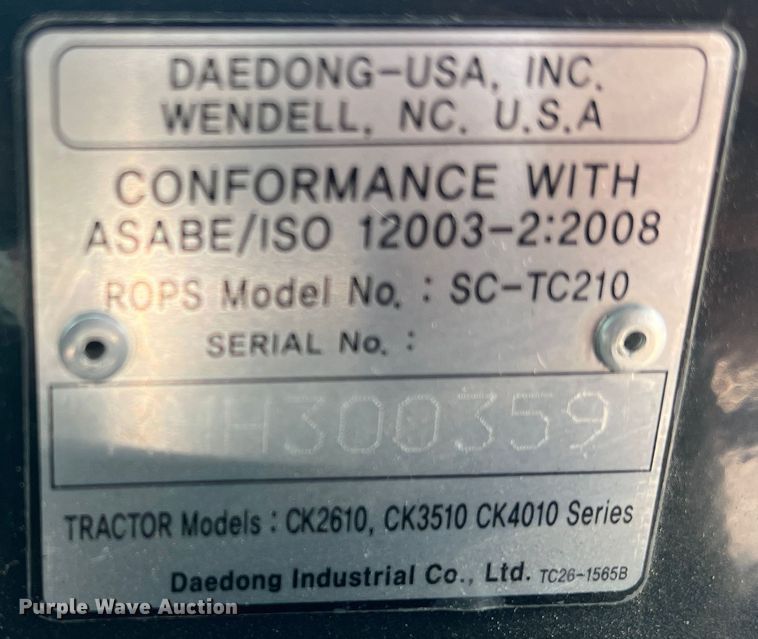 DAEDONG-USA, INC.
WENDELL, NC. U.S.A
CONFORMANCE WITH
ASABE/ISO 12003-2:2008
ROPS Model No. : SC-TC210
SERIAL No. :
TRACTOR Models : CK2610, CK3510 CK4010 Series
Daedong Industrial Co., Ltd. TC26-1565B
Purple Wave Auction